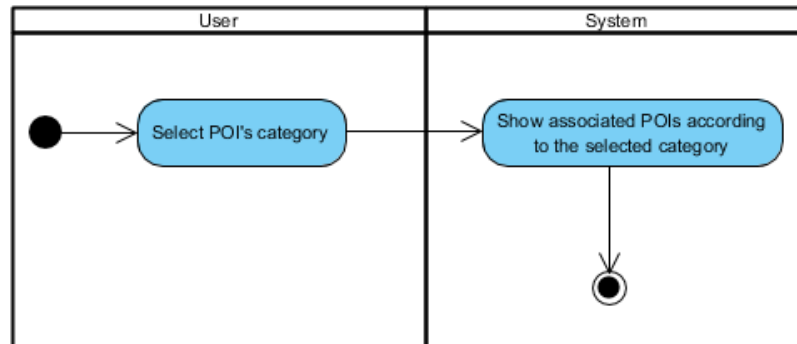 User
System
Select POI's category
Show associated POIs according
to the selected category